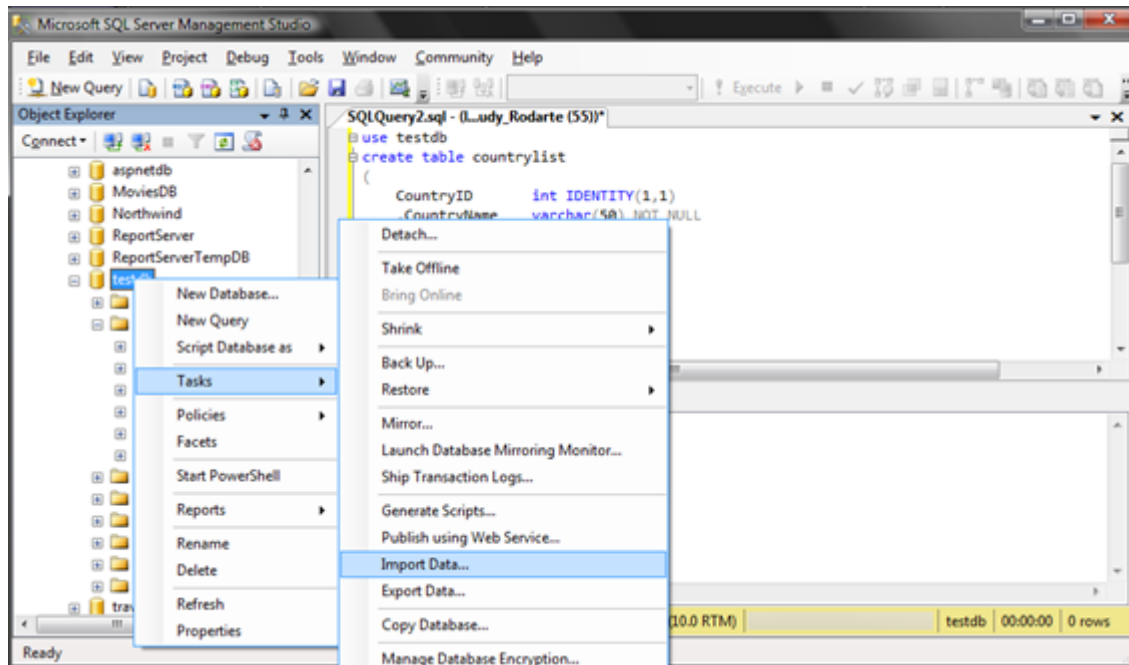 Microsoft SQL Server Management Studio
File Edit View Project Debug Tools Window Community Help
New Query Execute
Object Explorer
Connect
aspnetdb
MoviesDB
Northwind
ReportServer
ReportServerTempDB
testdb
SQLQuery2.sql - (l...udy_Rodarte (55))*
use testdb
create table countrylist
(
CountryID int IDENTITY(1,1)
,CountryName varchar(50) NOT NULL
New Database...
New Query
Script Database as
Tasks
Policies
Facets
Start PowerShell
Reports
Rename
Delete
Refresh
Properties
Detach...
Take Offline
Bring Online
Shrink
Back Up...
Restore
Mirror...
Launch Database Mirroring Monitor...
Ship Transaction Logs...
Generate Scripts...
Publish using Web Service...
Import Data...
Export Data...
Copy Database...
Manage Database Encryption...
(10.0 RTM) testdb 00:00:00 0 rows
Ready